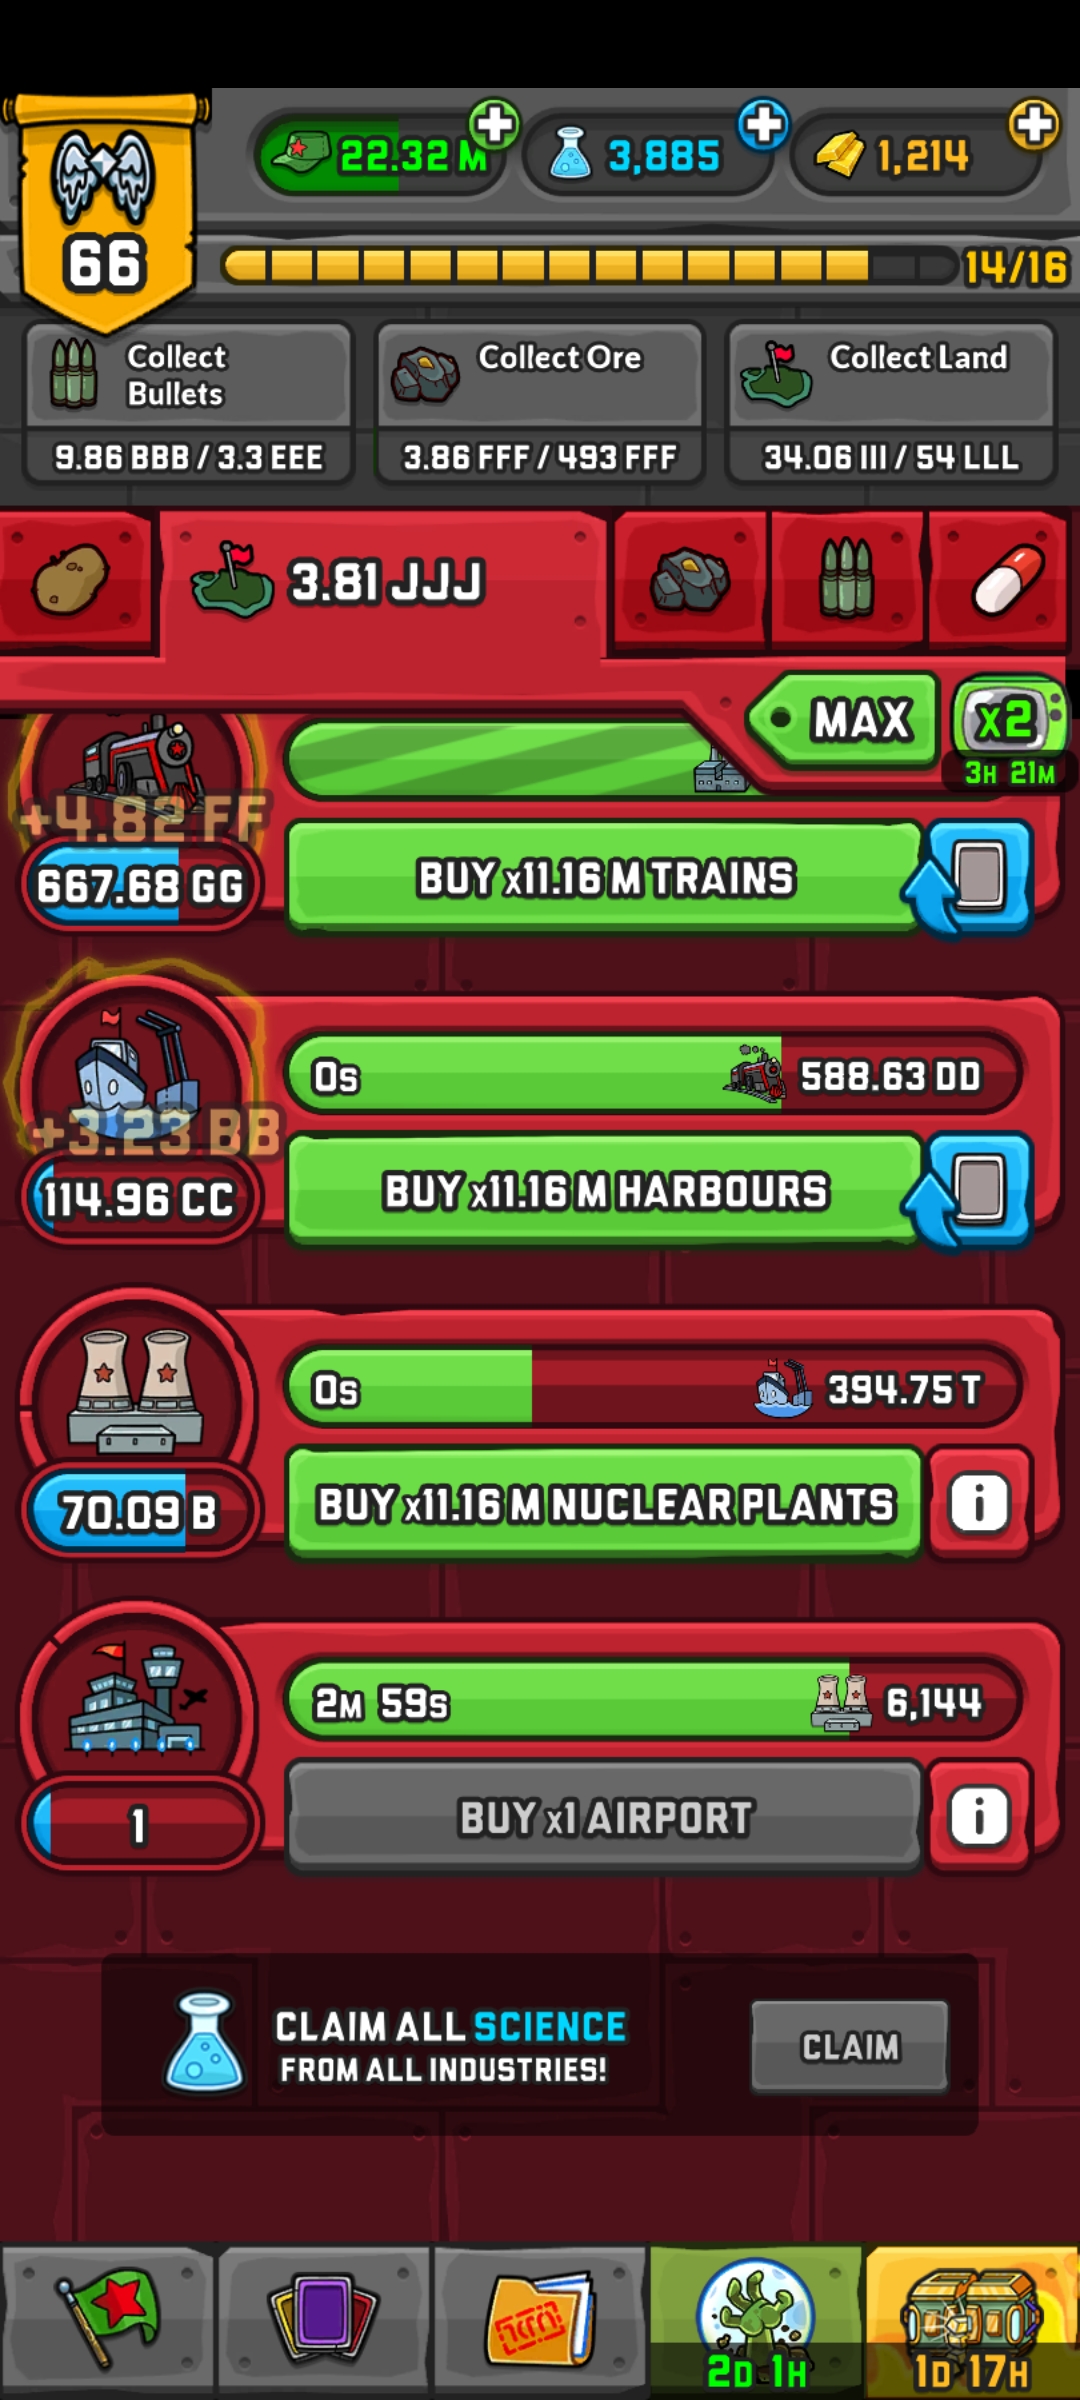 22.32 M
3,885
1,214
66
14/16
Collect
Bullets
Collect Ore
Collect Land
9.86 BBB / 3.3 EEE
3.86 FFF / 493 FFF
34.06 III / 54 LLL
3.81 JJJ
MAX
x2
3H 21M
+4.82 FF
667.68 GG
BUY x11.16 M TRAINS
0s
588.63 DD
+3.23 BB
114.96 CC
BUY x11.16 M HARBOURS
0s
394.75 T
70.09 B
BUY x11.16 M NUCLEAR PLANTS
i
2M 59s
6,144
1
BUY x1 AIRPORT
i
CLAIM ALL SCIENCE
FROM ALL INDUSTRIES!
CLAIM
2D 1H
1D 17H